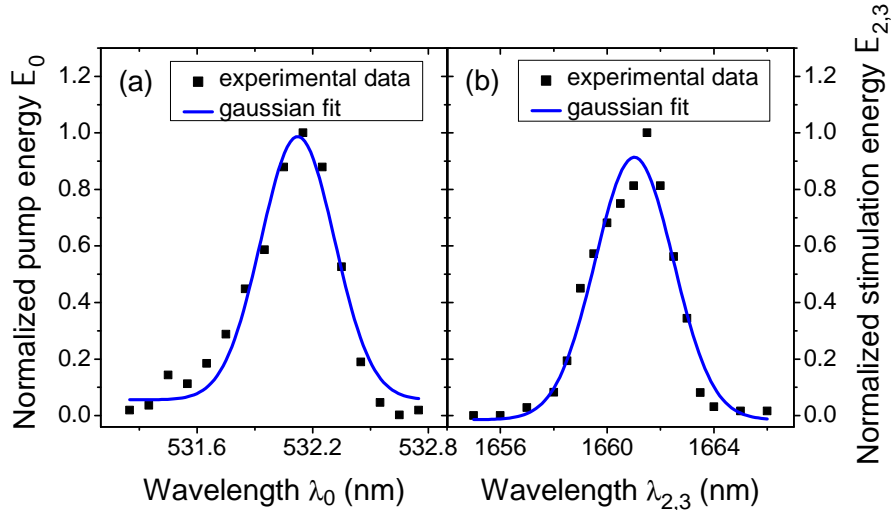 Normalized pump energy E₀
(a)
experimental data
gaussian fit
1.2
1.0
0.8
0.6
0.4
0.2
0.0
531.6 532.2 532.8
Wavelength λ₀ (nm)
(b)
experimental data
gaussian fit
1.2
1.0
0.8
0.6
0.4
0.2
0.0
1656 1660 1664
Wavelength λ₂,₃ (nm)
Normalized stimulation energy E₂,₃